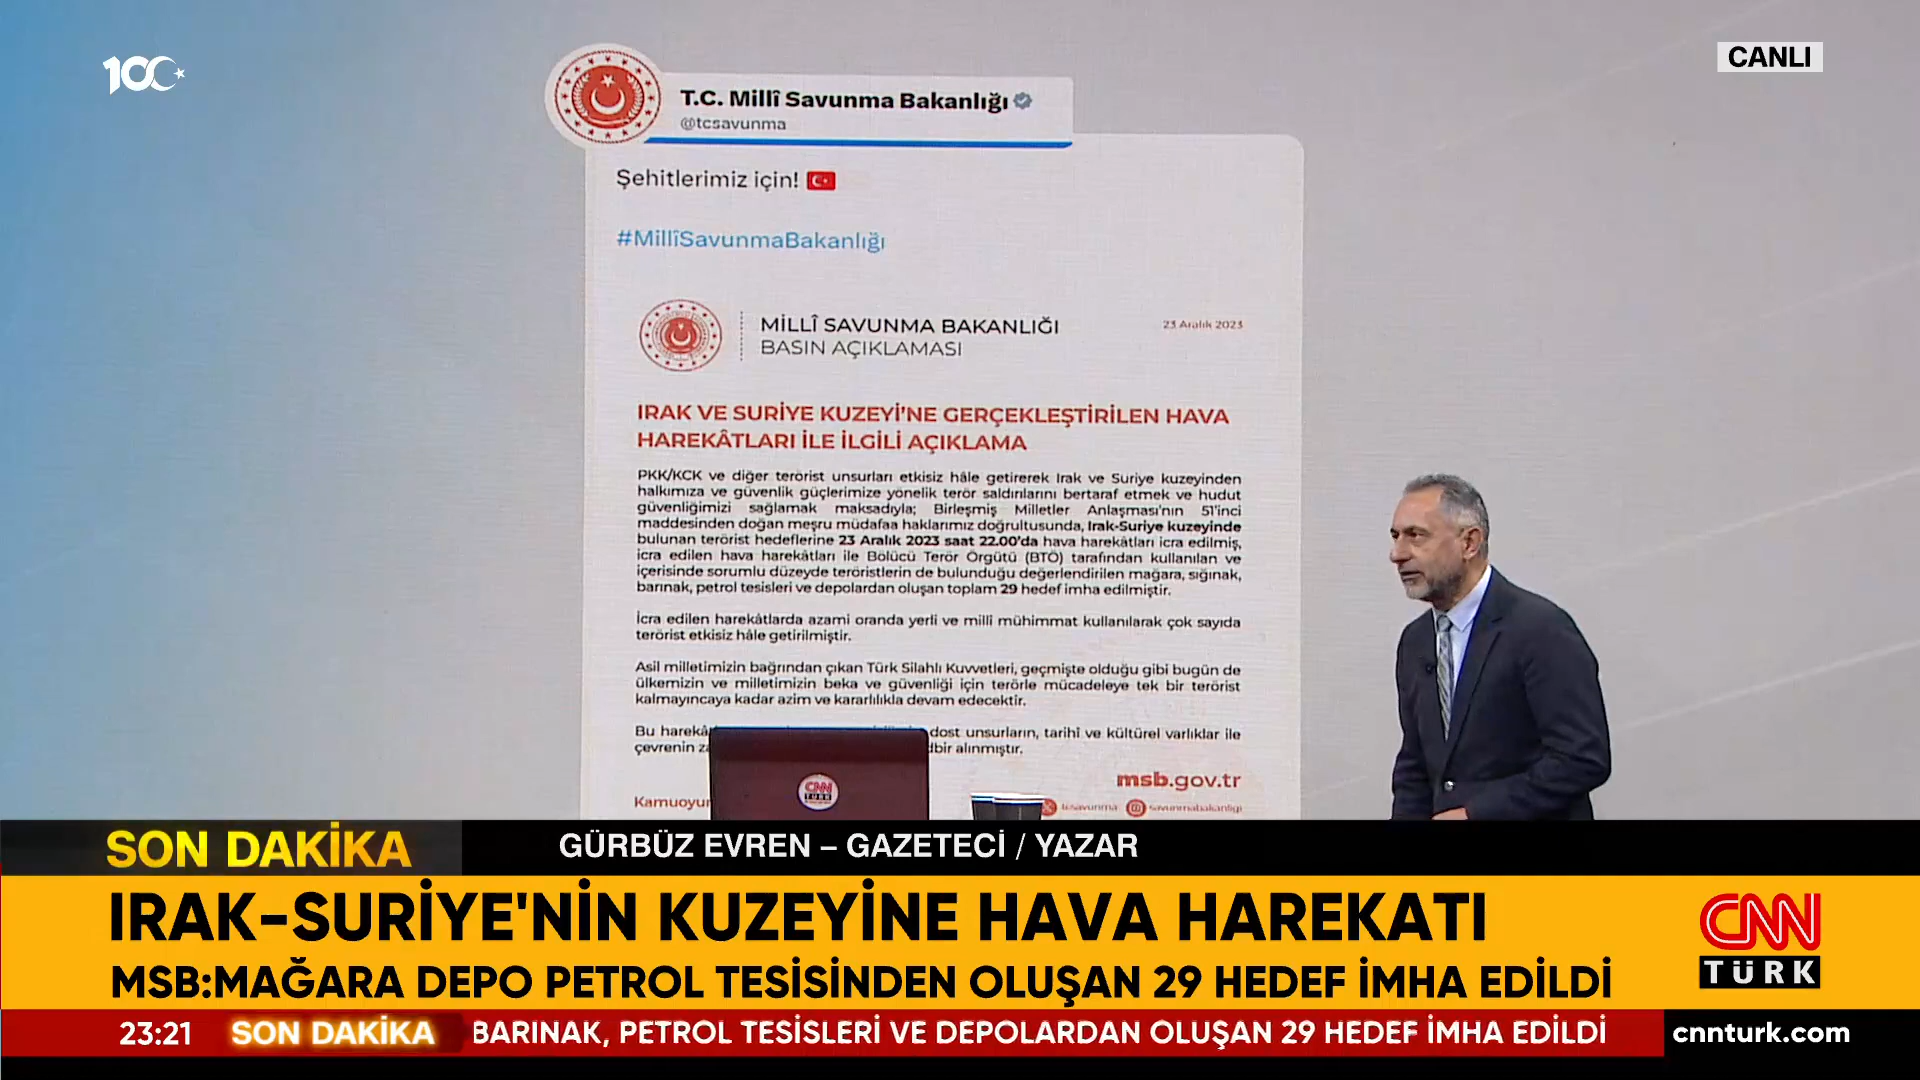 100
CANLI
T.C. Millî Savunma Bakanlığı
@tcsavunma
Şehitlerimiz için!
#MillîSavunmaBakanlığı
MİLLÎ SAVUNMA BAKANLIĞI
BASIN AÇIKLAMASI
23 Aralık 2023
IRAK VE SURİYE KUZEYİ'NE GERÇEKLEŞTİRİLEN HAVA
HAREKÂTLARI İLE İLGİLİ AÇIKLAMA
PKK/KCK ve diğer terörist unsurları etkisiz hâle getirerek Irak ve Suriye kuzeyinden
halkımıza ve güvenlik güçlerimize yönelik terör saldırılarını bertaraf etmek ve hudut
güvenliğimizi sağlamak maksadıyla; Birleşmiş Milletler Anlaşması'nın 51'inci
maddesinden doğan meşru müdafaa haklarımız doğrultusunda, Irak-Suriye kuzeyinde
bulunan terörist hedeflerine 23 Aralık 2023 saat 22.00'da hava harekâtları icra edilmiş,
icra edilen hava harekâtları ile Bölücü Terör Örgütü (BTÖ) tarafından kullanılan ve
içerisinde sorumlu düzeyde teröristlerin de bulunduğu değerlendirilen mağara, sığınak,
barınak, petrol tesisleri ve depolardan oluşan toplam 29 hedef imha edilmiştir.
İcra edilen harekâtlarda azami oranda yerli ve millî mühimmat kullanılarak çok sayıda
terörist etkisiz hâle getirilmiştir.
Asil milletimizin bağrından çıkan Türk Silahlı Kuvvetleri, geçmişte olduğu gibi bugün de
ülkemizin ve milletimizin beka ve güvenliği için terörle mücadeleye tek bir terörist
kalmayıncaya kadar azim ve kararlılıkla devam edecektir.
Bu harekâ dost unsurların, tarihî ve kültürel varlıklar ile
çevrenin za dbir alınmıştır.
msb.gov.tr
Kamuoyun
tcsavunma savunmabakanligi
CNN
TÜRK
SON DAKİKA
GÜRBÜZ EVREN – GAZETECİ / YAZAR
IRAK-SURİYE'NİN KUZEYİNE HAVA HAREKATI
MSB:MAĞARA DEPO PETROL TESİSİNDEN OLUŞAN 29 HEDEF İMHA EDİLDİ
CNN
TÜRK
23:21 SON DAKİKA BARINAK, PETROL TESİSLERİ VE DEPOLARDAN OLUŞAN 29 HEDEF İMHA EDİLDİ
cnnturk.com